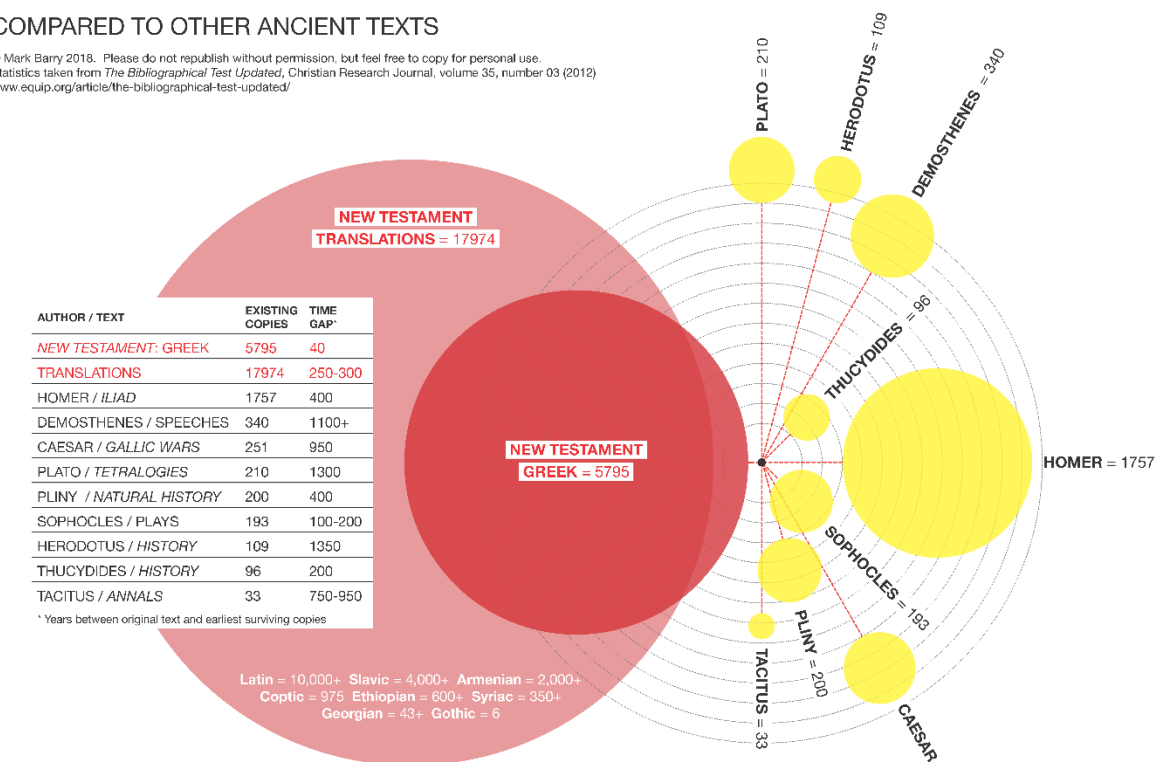 COMPARED TO OTHER ANCIENT TEXTS
Mark Barry 2018. Please do not republish without permission, but feel free to copy for personal use.
tatistics taken from The Bibliographical Test Updated, Christian Research Journal, volume 35, number 03 (2012)
ww.equip.org/article/the-bibliographical-test-updated/
PLATO = 210
HERODOTUS = 109
DEMOSTHENES = 340
NEW TESTAMENT
TRANSLATIONS = 17974
THUCYDIDES = 96
AUTHOR / TEXT EXISTING COPIES TIME GAP*
NEW TESTAMENT: GREEK 5795 40
TRANSLATIONS 17974 250-300
HOMER / ILIAD 1757 400
DEMOSTHENES / SPEECHES 340 1100+
CAESAR / GALLIC WARS 251 950
PLATO / TETRALOGIES 210 1300
PLINY / NATURAL HISTORY 200 400
SOPHOCLES / PLAYS 193 100-200
HERODOTUS / HISTORY 109 1350
THUCYDIDES / HISTORY 96 200
TACITUS / ANNALS 33 750-950
* Years between original text and earliest surviving copies
NEW TESTAMENT
GREEK = 5795
HOMER = 1757
SOPHOCLES = 193
PLINY = 200
TACITUS = 33
CAESAR
Latin = 10,000+ Slavic = 4,000+ Armenian = 2,000+
Coptic = 975 Ethiopian = 600+ Syriac = 350+
Georgian = 43+ Gothic = 6